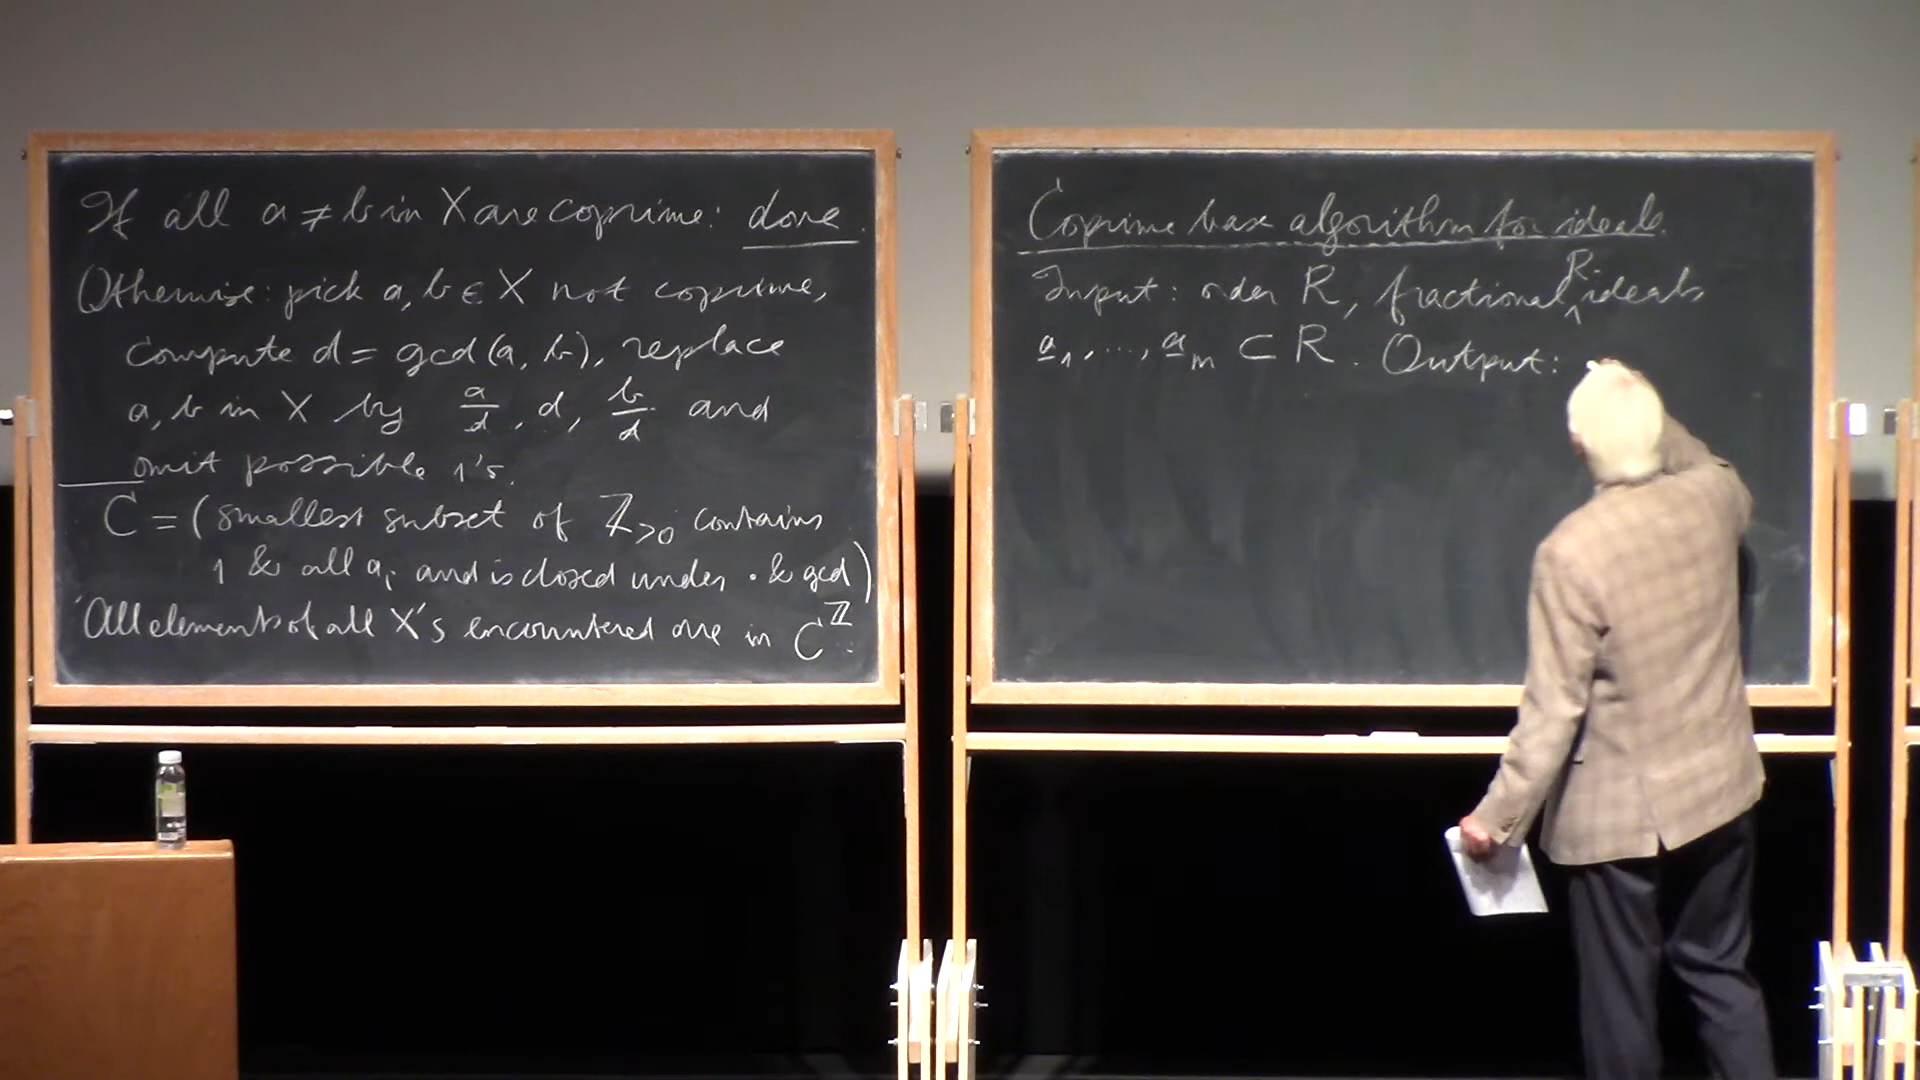 If all a ≠ b in X are coprime: done.
Otherwise: pick a, b ∈ X not coprime,
compute d = gcd(a, b), replace
a, b in X by a/d, d, b/d and
omit possible 1's.
C = (smallest subset of ℤ>0 contains
1 & all aᵢ and is closed under · & gcd)
All elements of all X's encountered are in C^ℤ
Coprime base algorithm for ideals.
Input: order R, fractional R-ideals
a₁, ..., aₘ ⊂ R. Output: